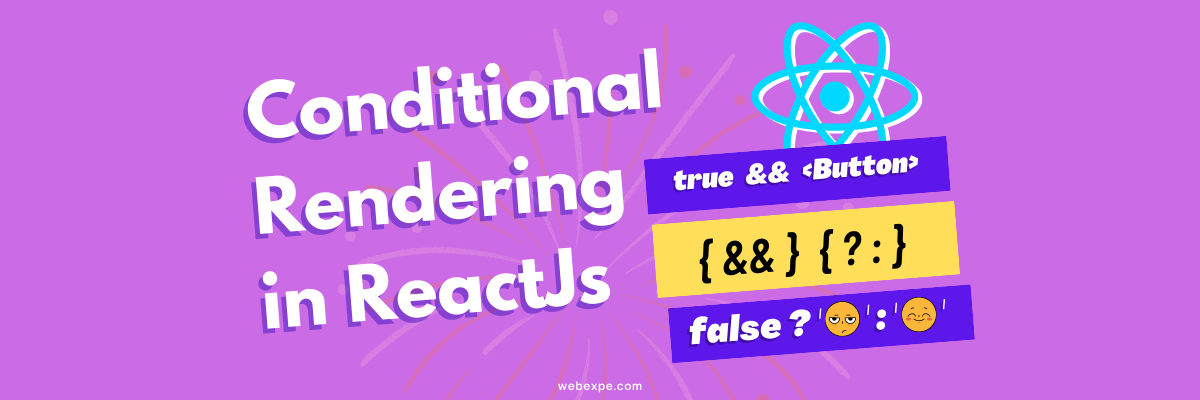 Conditional
Rendering
in ReactJs
true && <Button>
{ && } { ? : }
false ? '😒' : '😊'
webexpe.com